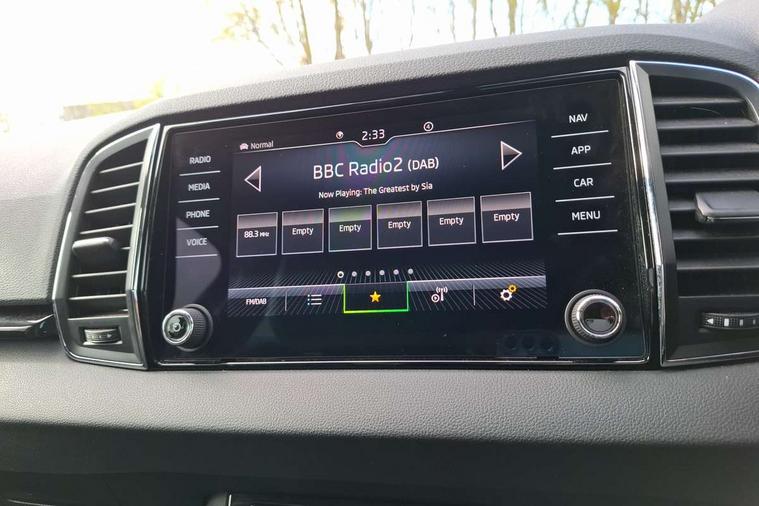 RADIO
MEDIA
PHONE
VOICE
Normal
2:33
4
BBC Radio2 (DAB)
Now Playing: The Greatest by Sia
88.3 MHz
Empty
Empty
Empty
Empty
Empty
FM/DAB
NAV
APP
CAR
MENU